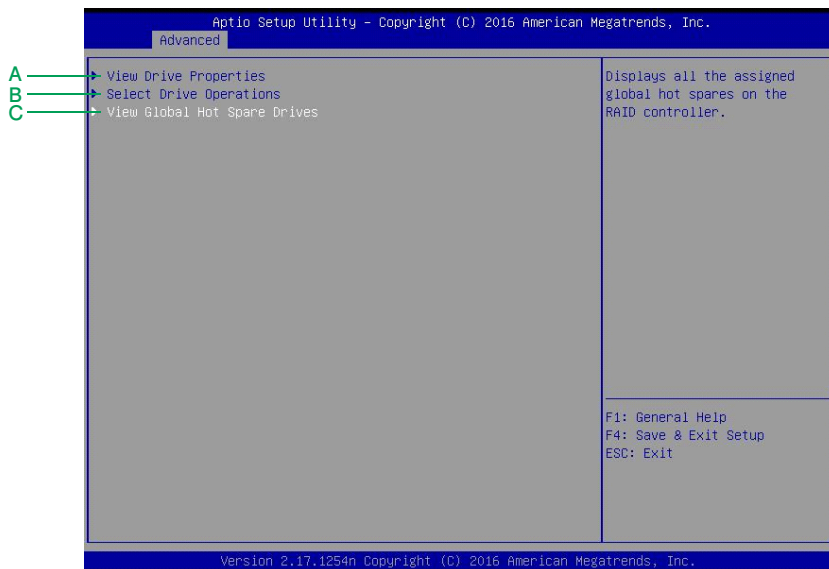 Aptio Setup Utility – Copyright (C) 2016 American Megatrends, Inc.
Advanced
A
View Drive Properties
B
Select Drive Operations
C
View Global Hot Spare Drives
Displays all the assigned
global hot spares on the
RAID controller.
F1: General Help
F4: Save & Exit Setup
ESC: Exit
Version 2.17.1254n Copyright (C) 2016 American Megatrends, Inc.